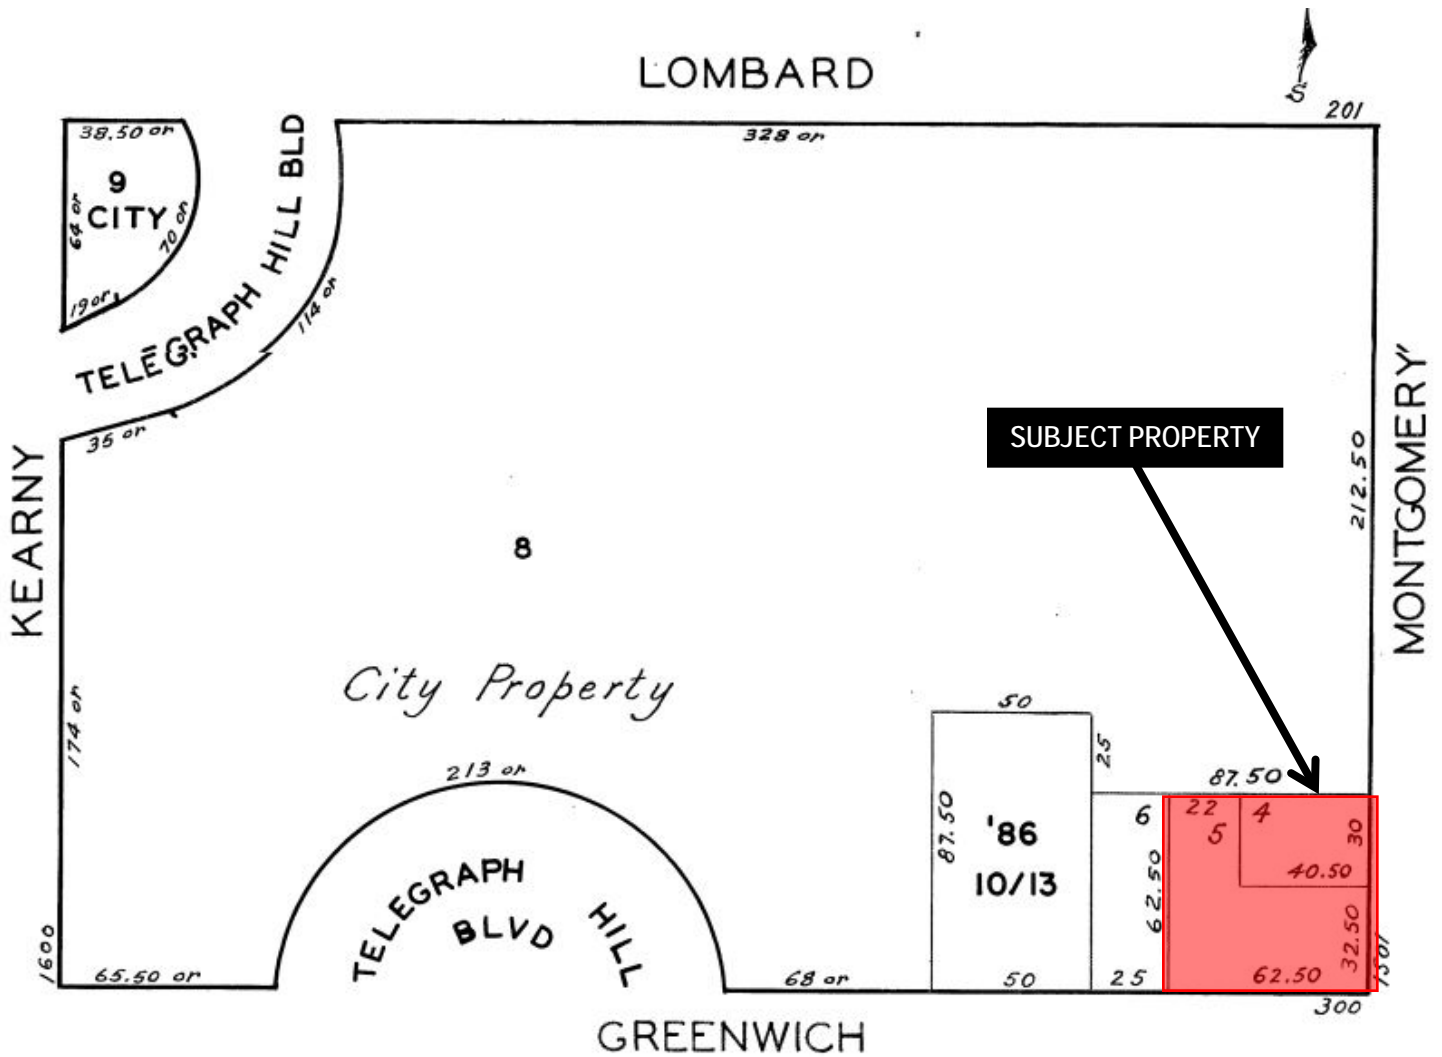 LOMBARD
S
201
38.50 or
328 or
9
CITY
64 or
70 or
19 or
TELEGRAPH HILL BLD
114 or
35 or
KEARNY
MONTGOMERY
SUBJECT PROPERTY
212.50
8
City Property
174 or
213 or
TELEGRAPH HILL
BLVD
50
25
87.50
87.50
'86
10/13
6
22
5
4
30
40.50
62.50
32.50
62.50
1600
65.50 or
68 or
50
25
1501
300
GREENWICH